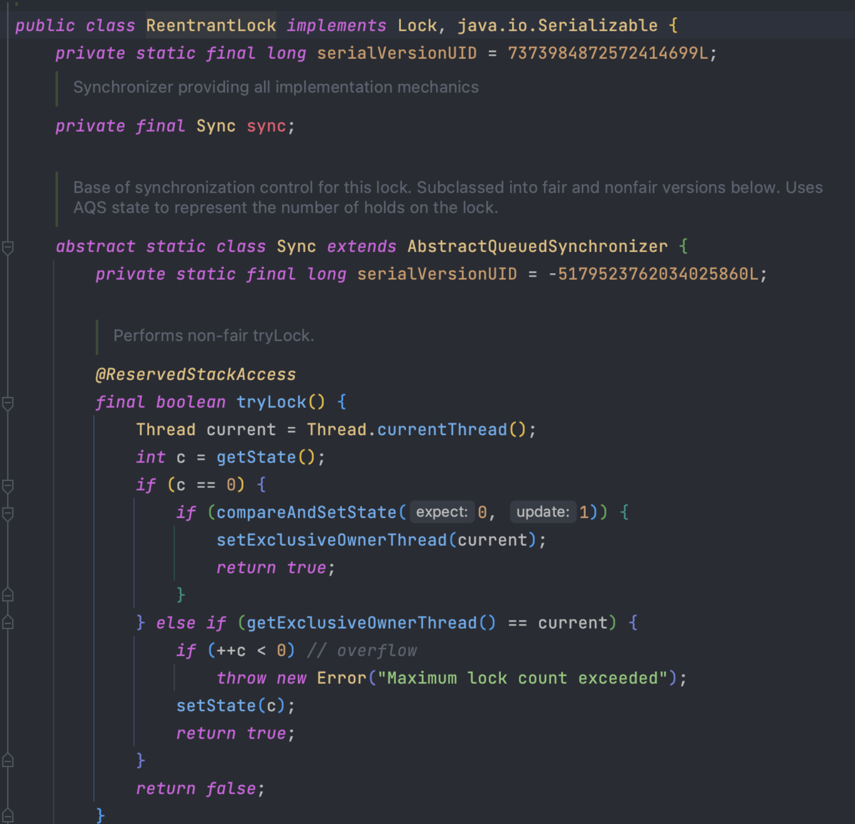 public class ReentrantLock implements Lock, java.io.Serializable {
private static final long serialVersionUID = 7373984872572414699L;
Synchronizer providing all implementation mechanics
private final Sync sync;
Base of synchronization control for this lock. Subclassed into fair and nonfair versions below. Uses
AQS state to represent the number of holds on the lock.
abstract static class Sync extends AbstractQueuedSynchronizer {
private static final long serialVersionUID = -5179523762034025860L;
Performs non-fair tryLock.
@ReservedStackAccess
final boolean tryLock() {
Thread current = Thread.currentThread();
int c = getState();
if (c == 0) {
if (compareAndSetState( expect: 0, update: 1)) {
setExclusiveOwnerThread(current);
return true;
}
} else if (getExclusiveOwnerThread() == current) {
if (++c < 0) // overflow
throw new Error("Maximum lock count exceeded");
setState(c);
return true;
}
return false;
}